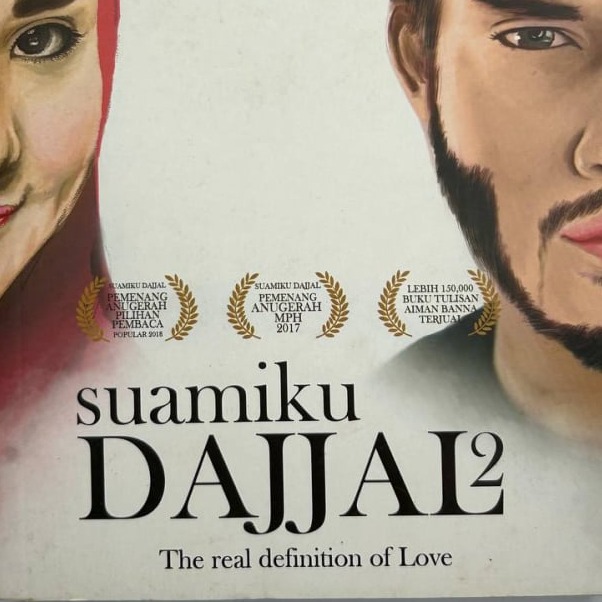 SUAMIKU DAJJAL
PEMENANG
ANUGERAH
PILIHAN
PEMBACA
POPULAR 2018
SUAMIKU DAJJAL
PEMENANG
ANUGERAH
MPH
2017
LEBIH 150,000
BUKU TULISAN
AIMAN BANNA
TERJUAL
suamiku
DAJJAL2
The real definition of Love